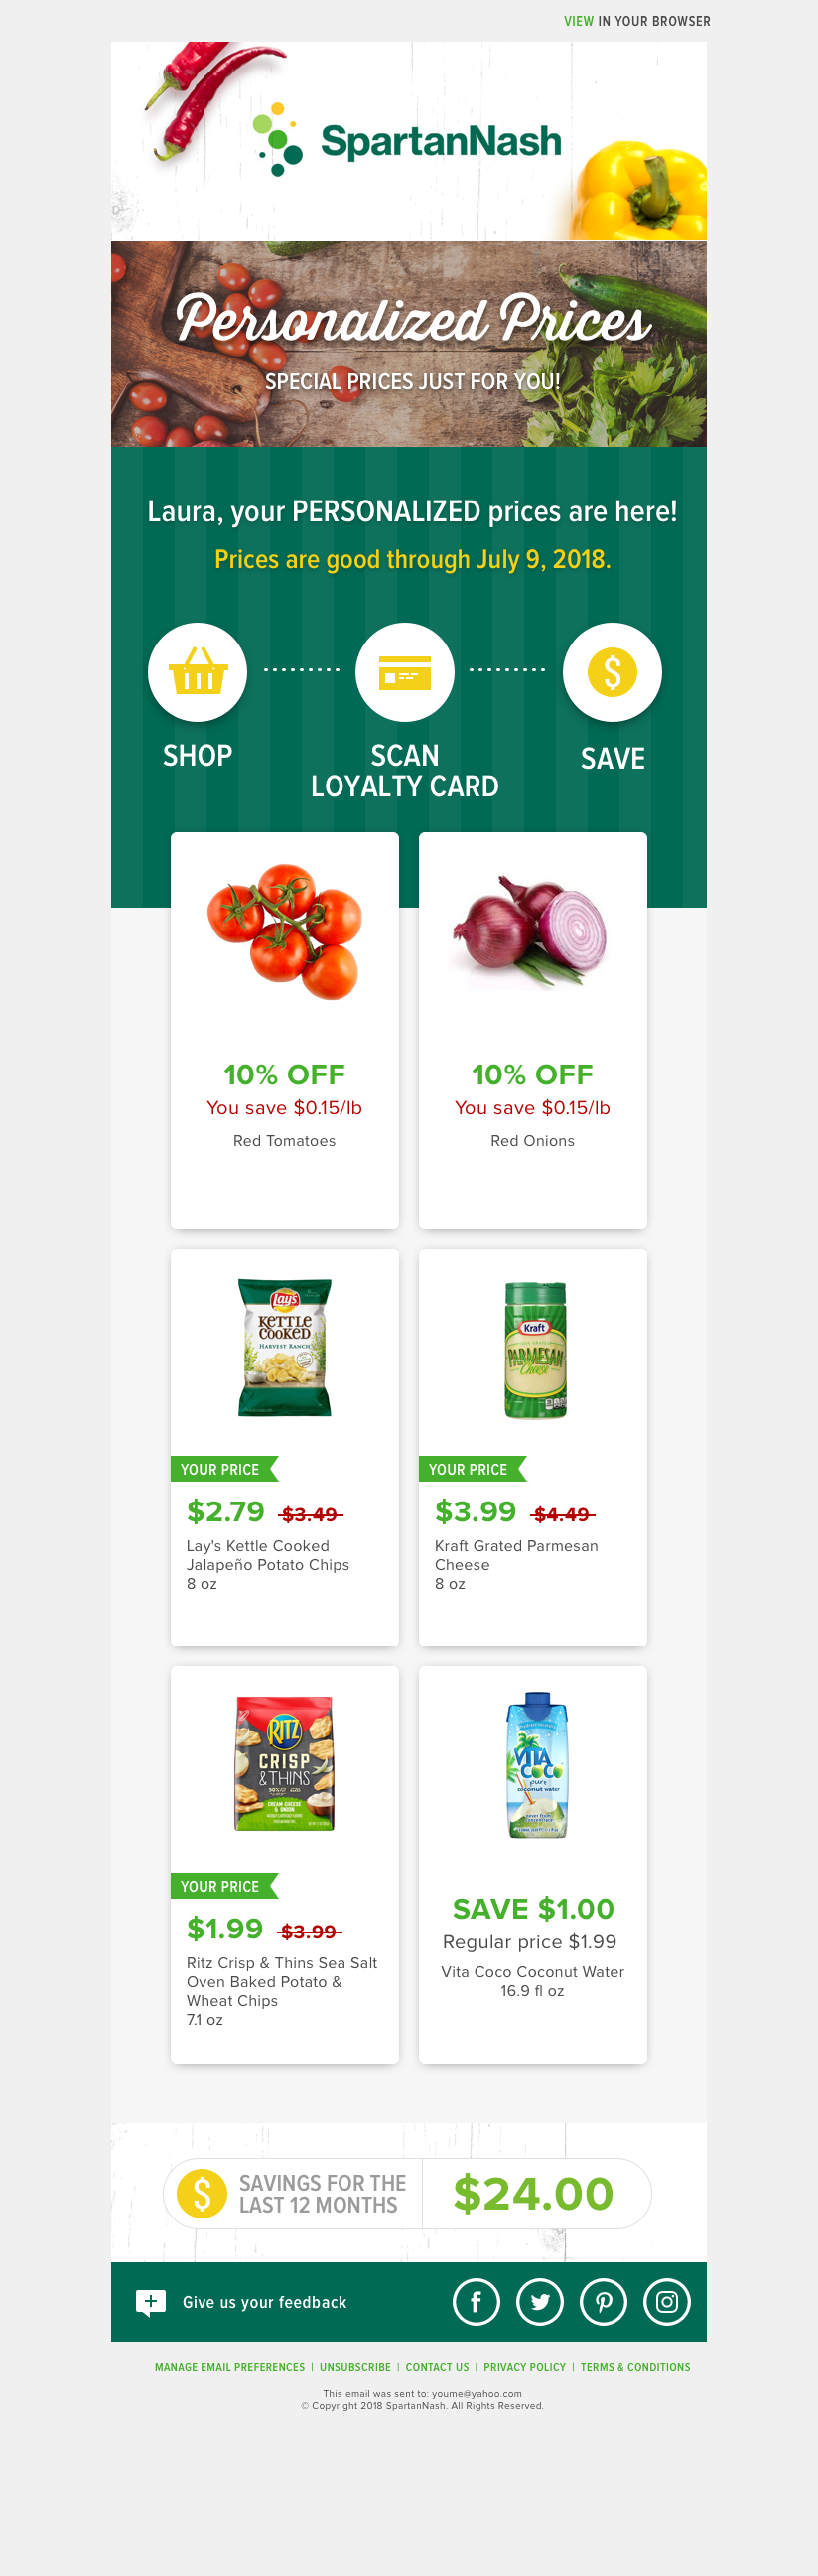 VIEW IN YOUR BROWSER
SpartanNash
Personalized Prices
SPECIAL PRICES JUST FOR YOU!
Laura, your PERSONALIZED prices are here!
Prices are good through July 9, 2018.
SHOP
SCAN
LOYALTY CARD
SAVE
10% OFF
You save $0.15/lb
Red Tomatoes
10% OFF
You save $0.15/lb
Red Onions
Lay's
KETTLE
COOKED
HARVEST RANCH
YOUR PRICE
$2.79 $3.49
Lay's Kettle Cooked
Jalapeño Potato Chips
8 oz
Kraft
PARMESAN
Cheese
YOUR PRICE
$3.99 $4.49
Kraft Grated Parmesan
Cheese
8 oz
RITZ
CRISP
& THINS
CREAM CHEESE
& ONION
YOUR PRICE
$1.99 $3.99
Ritz Crisp & Thins Sea Salt
Oven Baked Potato &
Wheat Chips
7.1 oz
VITA
COCO
pure
coconut water
SAVE $1.00
Regular price $1.99
Vita Coco Coconut Water
16.9 fl oz
SAVINGS FOR THE
LAST 12 MONTHS
$24.00
Give us your feedback
MANAGE EMAIL PREFERENCES | UNSUBSCRIBE | CONTACT US | PRIVACY POLICY | TERMS & CONDITIONS
This email was sent to: youme@yahoo.com
© Copyright 2018 SpartanNash. All Rights Reserved.